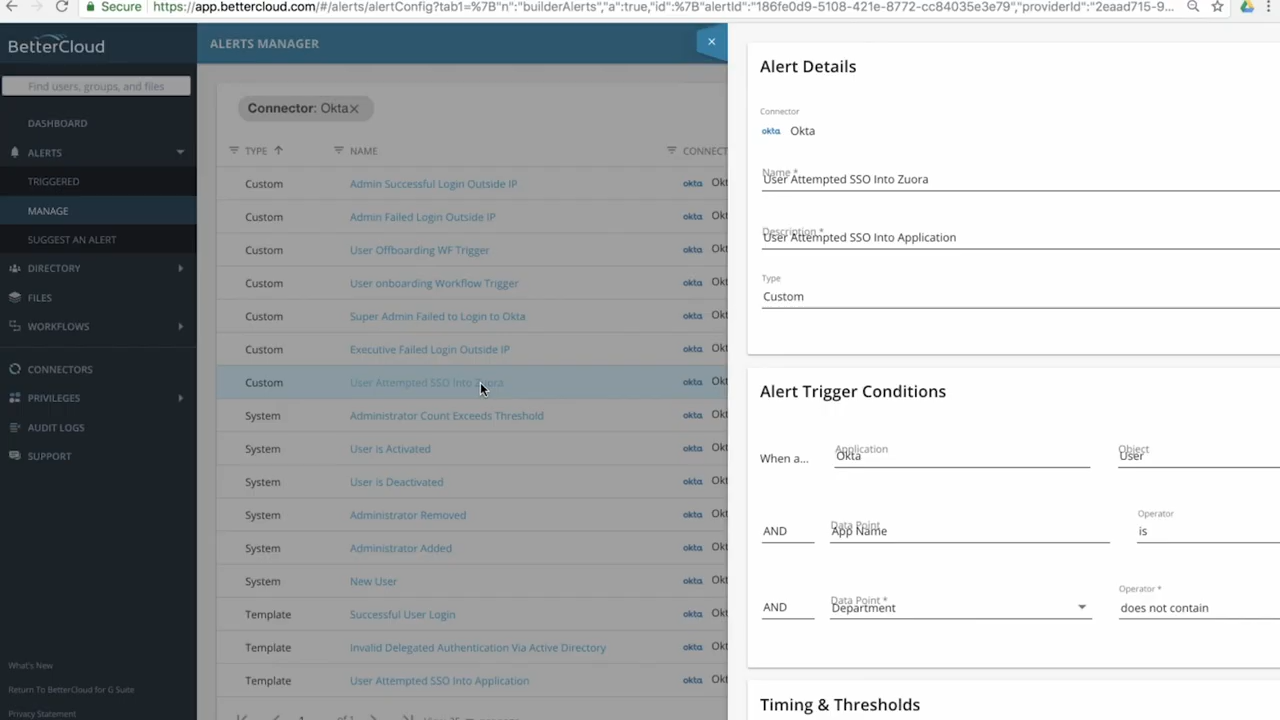 Secure https://app.bettercloud.com/#/alerts/alertConfig?tab1=%7B"n":"builderAlerts","a":true,"id":%7B"alertId":"186fe0d9-5108-421e-8772-cc84035e3e79","providerId":"2eaad715-9...
BetterCloud
Find users, groups, and files
DASHBOARD
ALERTS
TRIGGERED
MANAGE
SUGGEST AN ALERT
DIRECTORY
FILES
WORKFLOWS
CONNECTORS
PRIVILEGES
AUDIT LOGS
SUPPORT
What's New
Return To BetterCloud for G Suite
Privacy Statement
ALERTS MANAGER
Connector: Okta
TYPE NAME CONNECT
Custom Admin Successful Login Outside IP okta Okt
Custom Admin Failed Login Outside IP okta Okt
Custom User Offboarding WF Trigger okta Okt
Custom User onboarding Workflow Trigger okta Okt
Custom Super Admin Failed to Login to Okta okta Okt
Custom Executive Failed Login Outside IP okta Okt
Custom User Attempted SSO Into Zuora okta Okt
System Administrator Count Exceeds Threshold okta Okt
System User is Activated okta Okt
System User is Deactivated okta Okt
System Administrator Removed okta Okt
System Administrator Added okta Okt
System New User okta Okt
Template Successful User Login okta Okt
Template Invalid Delegated Authentication Via Active Directory okta Okt
Template User Attempted SSO Into Application okta Okt
Alert Details
Connector
okta Okta
Name *
User Attempted SSO Into Zuora
Description *
User Attempted SSO Into Application
Type
Custom
Alert Trigger Conditions
Application Object
When a... Okta User
Data Point Operator
AND App Name is
Data Point * Operator *
AND Department does not contain
Timing & Thresholds